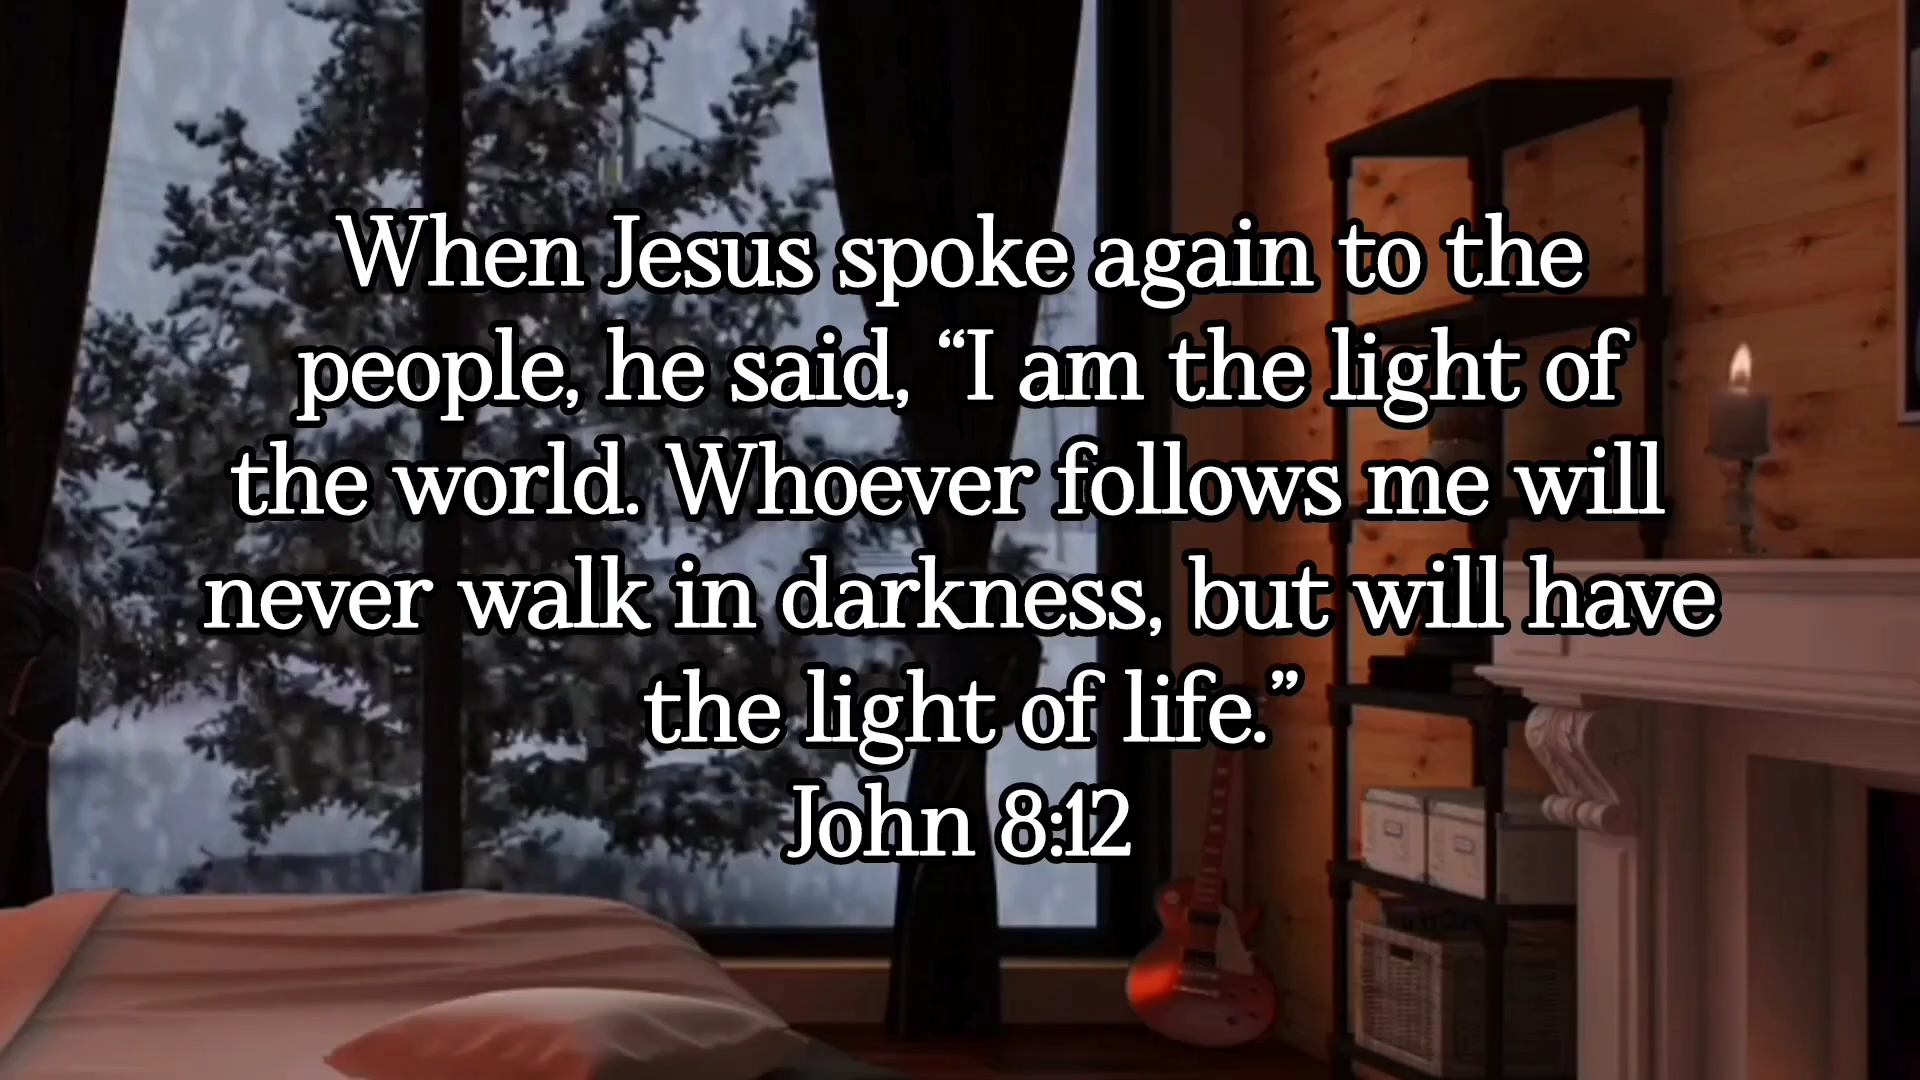 When Jesus spoke again to the
people, he said, “I am the light of
the world. Whoever follows me will
never walk in darkness, but will have
the light of life.”
John 8:12